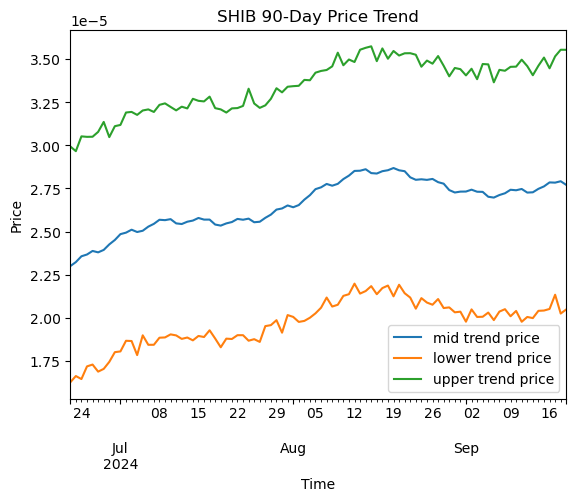 SHIB 90-Day Price Trend
1e−5
3.50
3.25
3.00
2.75
2.50
2.25
2.00
1.75
Price
mid trend price
lower trend price
upper trend price
24 08 15 22 29 05 12 19 26 02 09 16
Jul Aug Sep
2024
Time